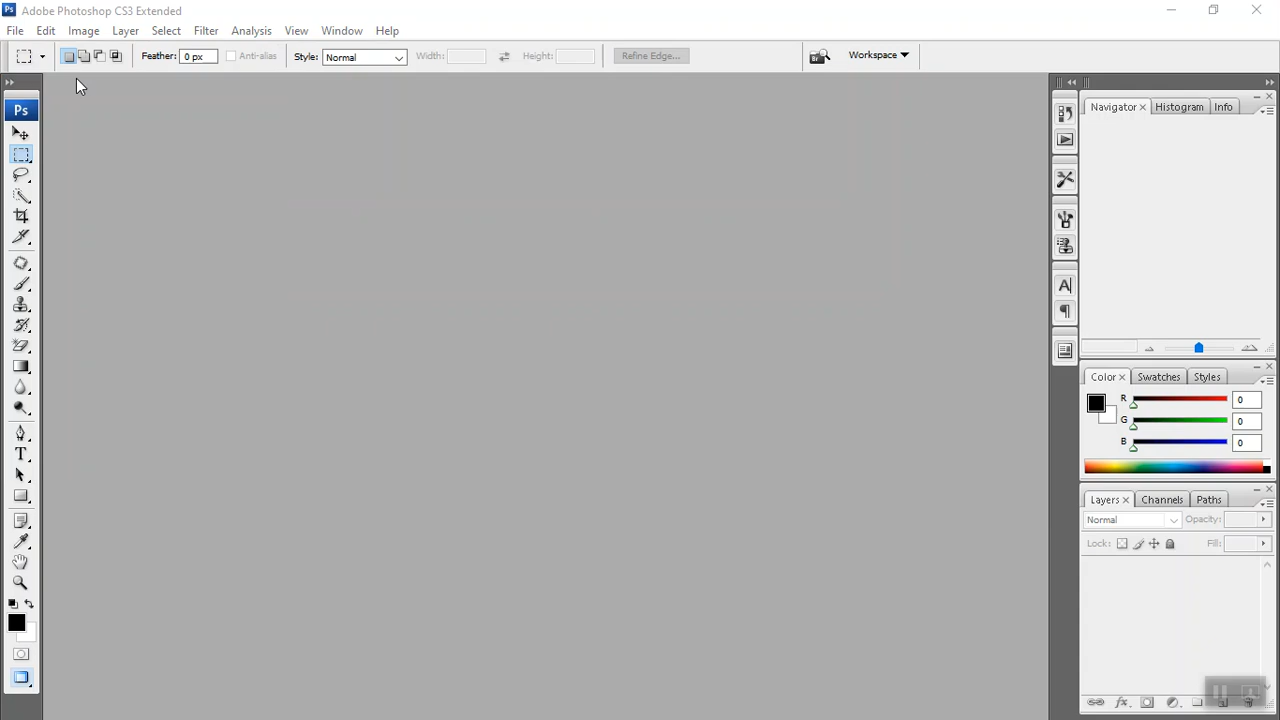 Ps Adobe Photoshop CS3 Extended
File Edit Image Layer Select Filter Analysis View Window Help
Feather: 0 px Anti-alias Style: Normal Width: Height: Refine Edge... Br Workspace
Ps
Navigator Histogram Info
Color Swatches Styles
R 0
G 0
B 0
Layers Channels Paths
Normal Opacity:
Lock: Fill: